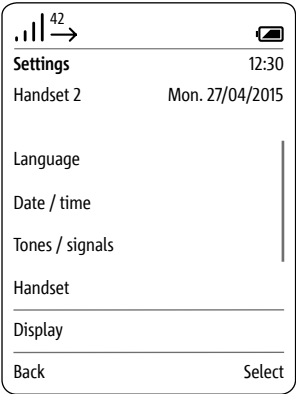 42
Settings 12:30
Handset 2 Mon. 27/04/2015
Language
Date / time
Tones / signals
Handset
Display
Back Select